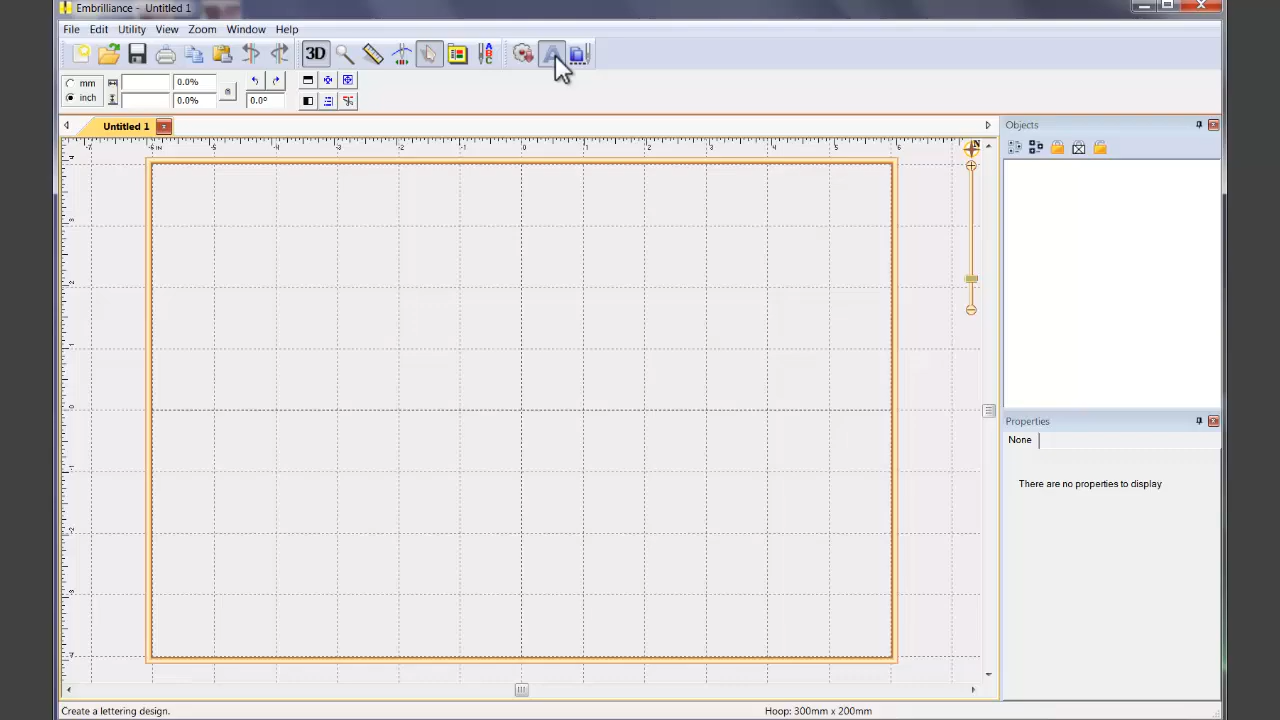 Embrilliance - Untitled 1
File Edit Utility View Zoom Window Help
3D
mm 0.0%
inch 0.0% 0.0°
Untitled 1
Objects
N
Properties
None
There are no properties to display
Create a lettering design.
Hoop: 300mm x 200mm